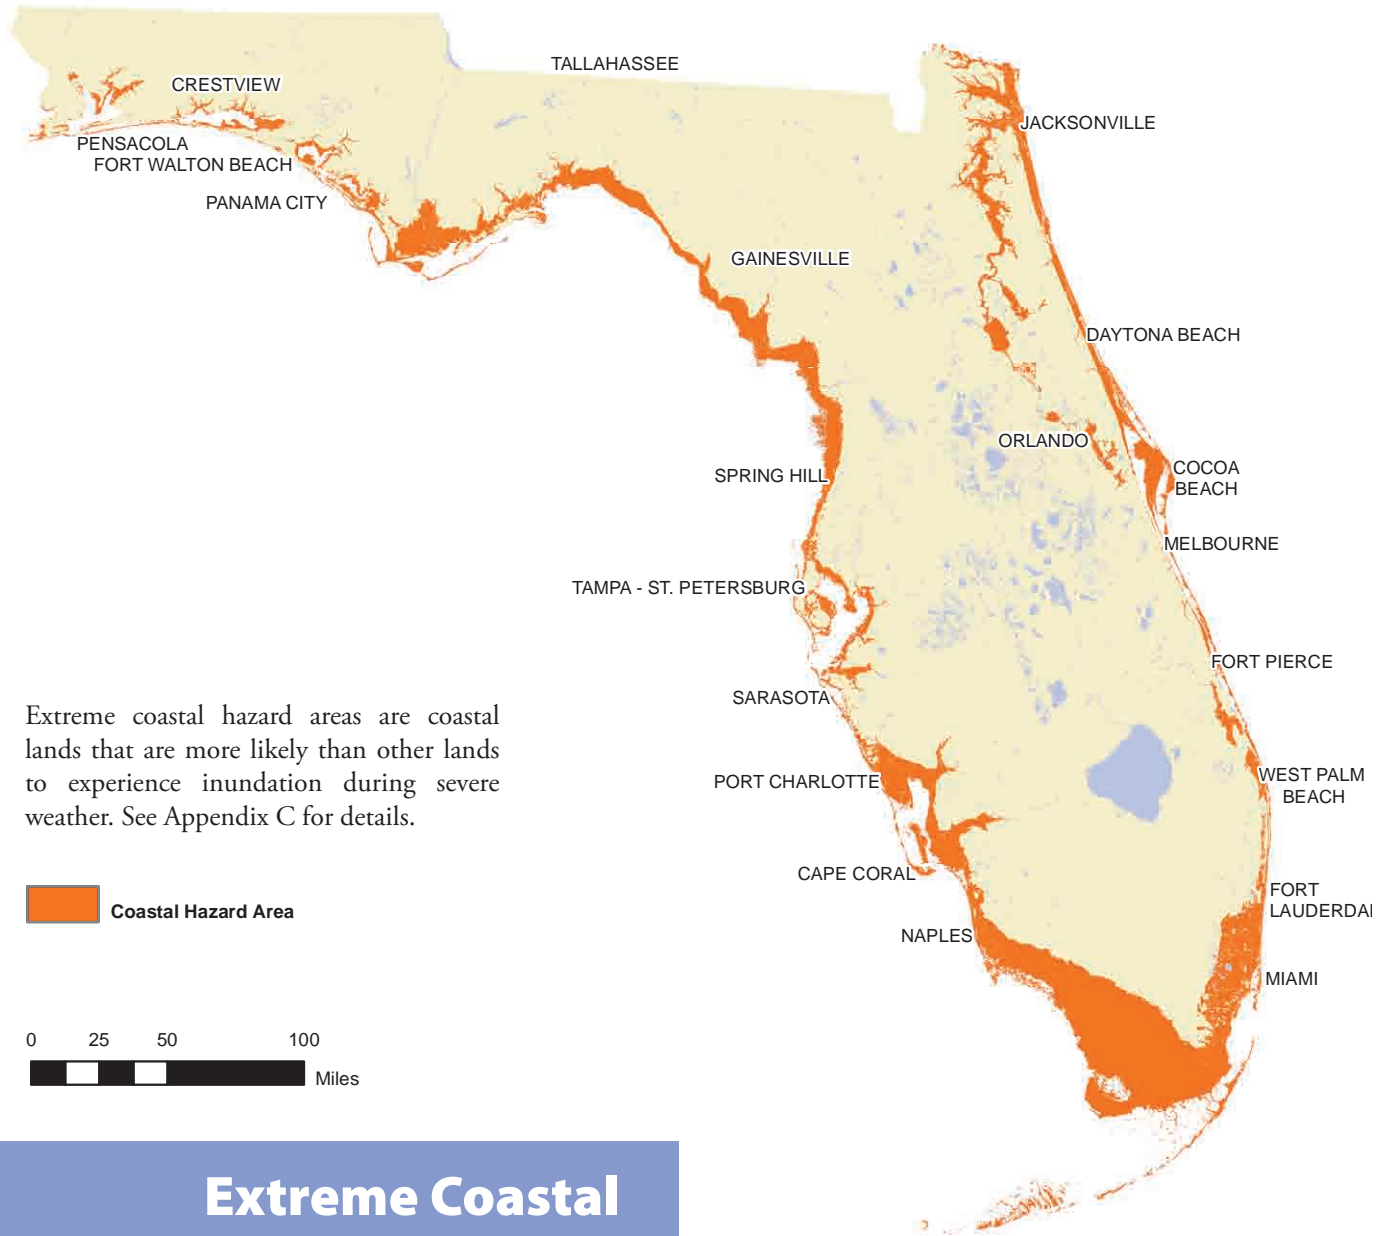 TALLAHASSEE
CRESTVIEW
JACKSONVILLE
PENSACOLA
FORT WALTON BEACH
PANAMA CITY
GAINESVILLE
DAYTONA BEACH
ORLANDO
COCOA
BEACH
SPRING HILL
MELBOURNE
TAMPA - ST. PETERSBURG
FORT PIERCE
SARASOTA
Extreme coastal hazard areas are coastal
lands that are more likely than other lands
to experience inundation during severe
weather. See Appendix C for details.
PORT CHARLOTTE
WEST PALM
BEACH
CAPE CORAL
FORT
LAUDERDAL
Coastal Hazard Area
NAPLES
MIAMI
0 25 50 100
Miles
Extreme Coastal